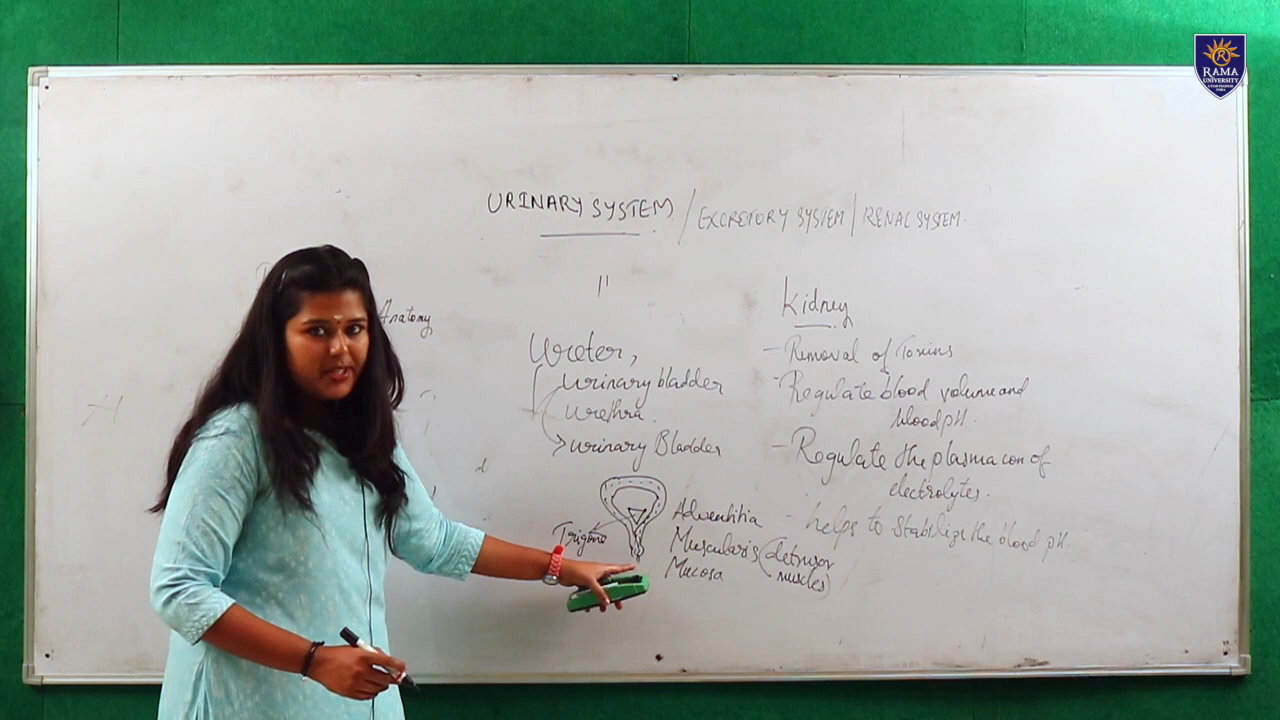 RAMA
UNIVERSITY
URINARY SYSTEM / EXCRETORY SYSTEM / RENAL SYSTEM.
Anatomy
Ureter,
urinary bladder
urethra.
urinary Bladder
Trigone
Adventitia
Muscularis (detrusor
muscles)
Mucosa
Kidney
- Removal of Toxins
- Regulate blood volume and
blood pH.
- Regulate the plasma con of
electrolytes.
- helps to stabilize the blood pH.